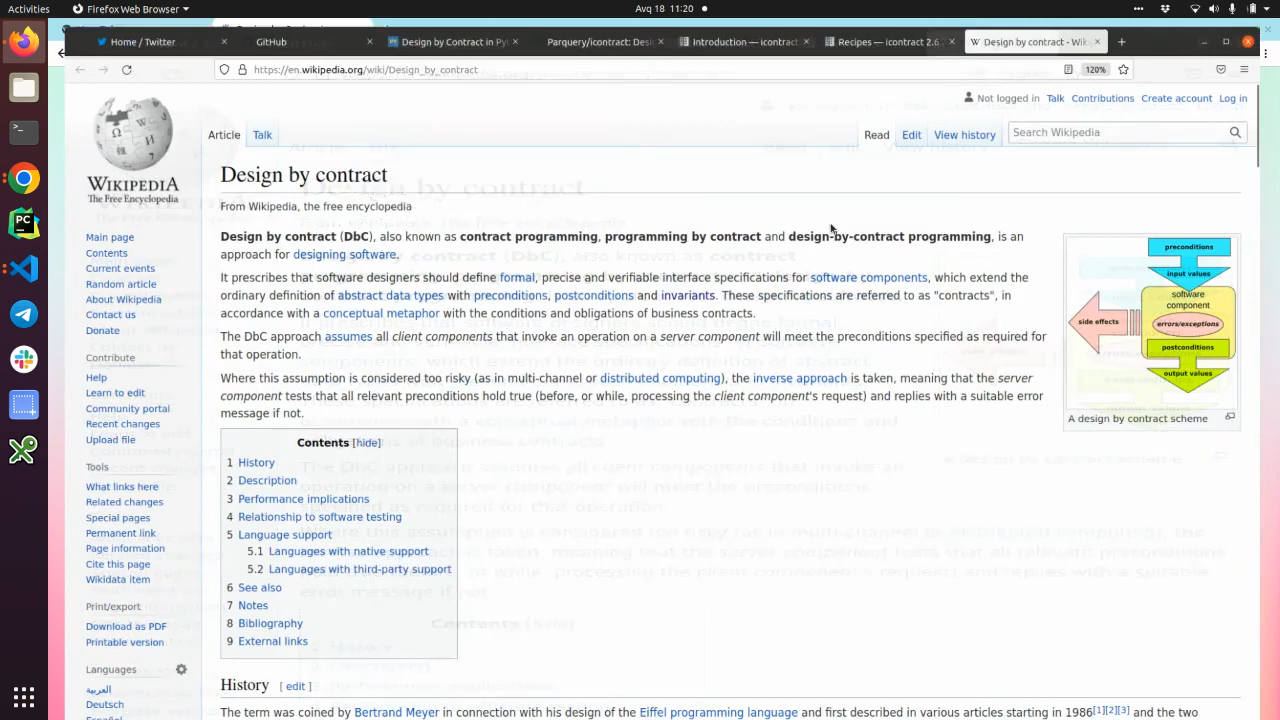 Activities
Firefox Web Browser
Avq 18 11:20
Home / Twitter
GitHub
Design by Contract in Py
Parquery/icontract: Desi
Introduction — icontract
Recipes — icontract 2.6.
Design by contract - Wik
https://en.wikipedia.org/wiki/Design_by_contract
120%
Not logged in Talk Contributions Create account Log in
Article Talk
Read Edit View history
Search Wikipedia
WIKIPEDIA
The Free Encyclopedia
Main page
Contents
Current events
Random article
About Wikipedia
Contact us
Donate
Contribute
Help
Learn to edit
Community portal
Recent changes
Upload file
Tools
What links here
Related changes
Special pages
Permanent link
Page information
Cite this page
Wikidata item
Print/export
Download as PDF
Printable version
Languages
العربية
Deutsch
Design by contract
From Wikipedia, the free encyclopedia
Design by contract (DbC), also known as contract programming, programming by contract and design-by-contract programming, is an
approach for designing software.
It prescribes that software designers should define formal, precise and verifiable interface specifications for software components, which extend the
ordinary definition of abstract data types with preconditions, postconditions and invariants. These specifications are referred to as "contracts", in
accordance with a conceptual metaphor with the conditions and obligations of business contracts.
The DbC approach assumes all client components that invoke an operation on a server component will meet the preconditions specified as required for
that operation.
Where this assumption is considered too risky (as in multi-channel or distributed computing), the inverse approach is taken, meaning that the server
component tests that all relevant preconditions hold true (before, or while, processing the client component's request) and replies with a suitable error
message if not.
preconditions
input values
software
component
side effects
errors/exceptions
postconditions
output values
A design by contract scheme
Contents [hide]
1 History
2 Description
3 Performance implications
4 Relationship to software testing
5 Language support
5.1 Languages with native support
5.2 Languages with third-party support
6 See also
7 Notes
8 Bibliography
9 External links
History [ edit ]
The term was coined by Bertrand Meyer in connection with his design of the Eiffel programming language and first described in various articles starting in 1986[1][2][3] and the two